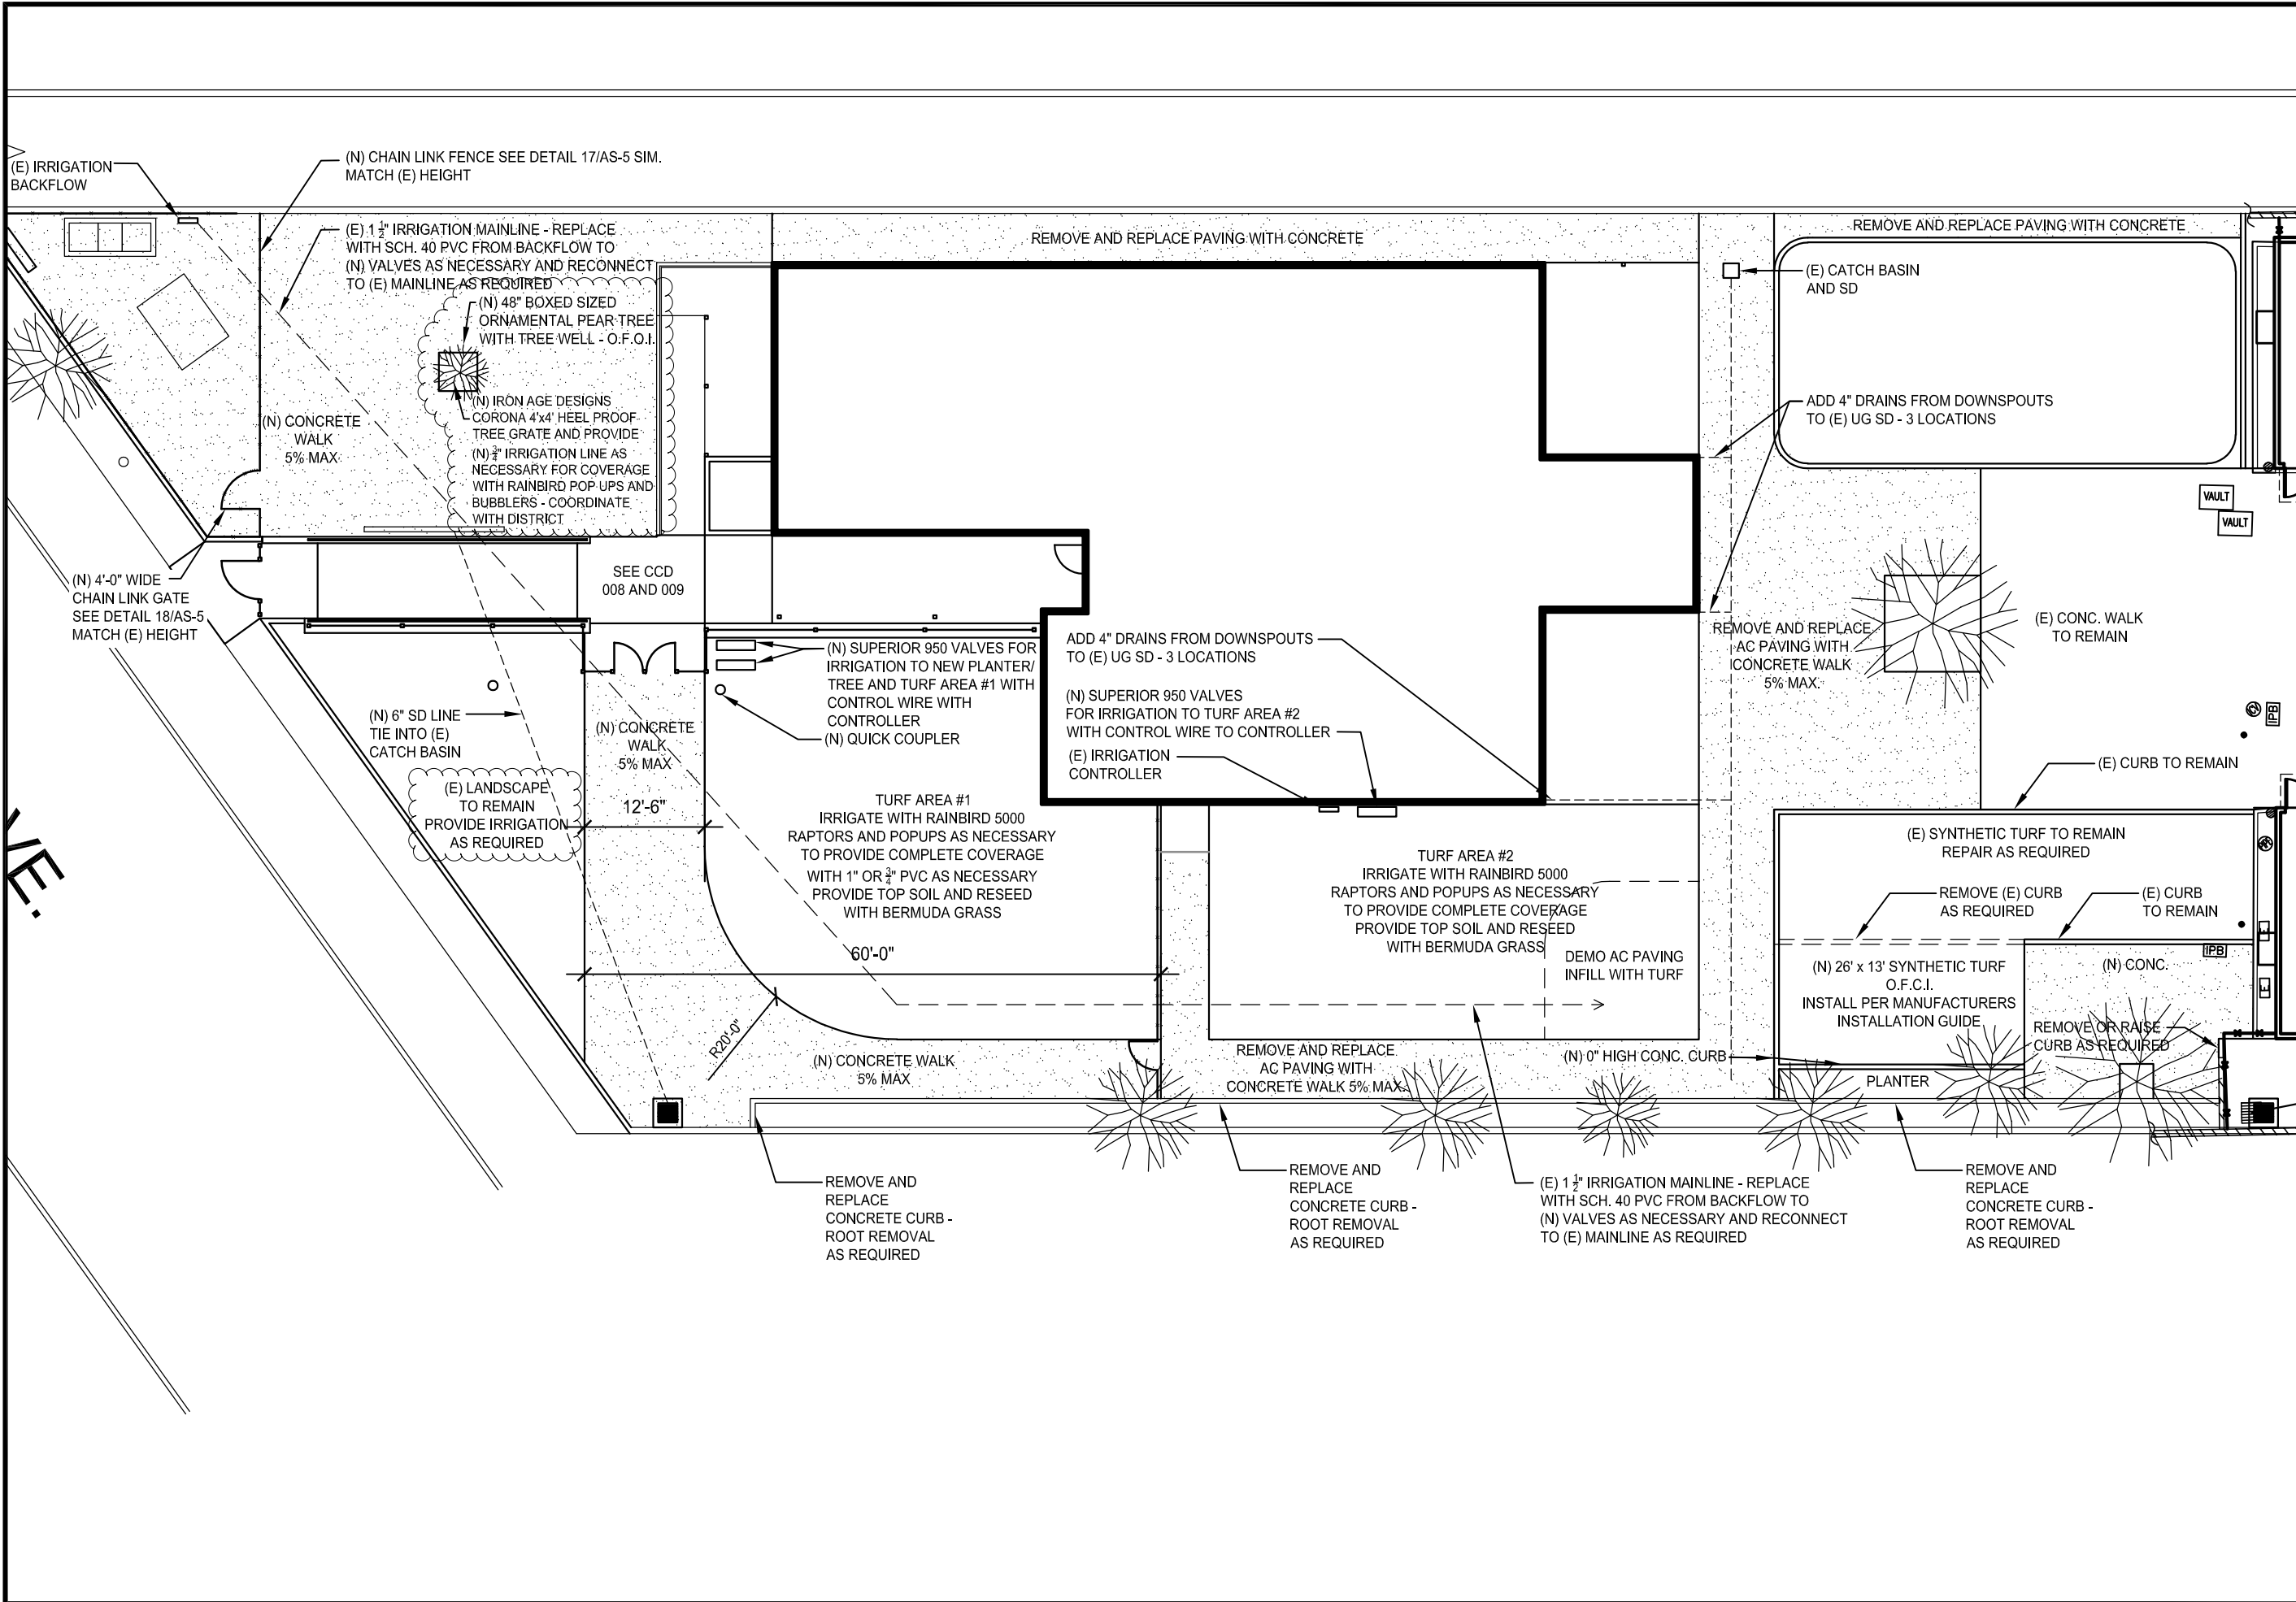 (E) IRRIGATION
BACKFLOW
(N) CHAIN LINK FENCE SEE DETAIL 17/AS-5 SIM.
MATCH (E) HEIGHT
(E) 1 1/2" IRRIGATION MAINLINE - REPLACE
WITH SCH. 40 PVC FROM BACKFLOW TO
(N) VALVES AS NECESSARY AND RECONNECT
TO (E) MAINLINE AS REQUIRED
(N) 48" BOXED SIZED
ORNAMENTAL PEAR TREE
WITH TREE WELL - O.F.O.I.
(N) IRON AGE DESIGNS
CORONA 4'x4' HEEL PROOF
TREE GRATE AND PROVIDE
(N) 3/4" IRRIGATION LINE AS
NECESSARY FOR COVERAGE
WITH RAINBIRD POP UPS AND
BUBBLERS - COORDINATE
WITH DISTRICT
(N) CONCRETE
WALK
5% MAX
REMOVE AND REPLACE PAVING WITH CONCRETE
REMOVE AND REPLACE PAVING WITH CONCRETE
(E) CATCH BASIN
AND SD
ADD 4" DRAINS FROM DOWNSPOUTS
TO (E) UG SD - 3 LOCATIONS
VAULT
VAULT
(N) 4'-0" WIDE
CHAIN LINK GATE
SEE DETAIL 18/AS-5
MATCH (E) HEIGHT
SEE CCD
008 AND 009
(N) SUPERIOR 950 VALVES FOR
IRRIGATION TO NEW PLANTER/
TREE AND TURF AREA #1 WITH
CONTROL WIRE WITH
CONTROLLER
(N) QUICK COUPLER
ADD 4" DRAINS FROM DOWNSPOUTS
TO (E) UG SD - 3 LOCATIONS
(N) SUPERIOR 950 VALVES
FOR IRRIGATION TO TURF AREA #2
WITH CONTROL WIRE TO CONTROLLER
(E) IRRIGATION
CONTROLLER
REMOVE AND REPLACE
AC PAVING WITH
CONCRETE WALK
5% MAX.
(E) CONC. WALK
TO REMAIN
IPB
(N) 6" SD LINE
TIE INTO (E)
CATCH BASIN
(N) CONCRETE
WALK
5% MAX
(E) LANDSCAPE
TO REMAIN
PROVIDE IRRIGATION
AS REQUIRED
12'-6"
TURF AREA #1
IRRIGATE WITH RAINBIRD 5000
RAPTORS AND POPUPS AS NECESSARY
TO PROVIDE COMPLETE COVERAGE
WITH 1" OR 3/4" PVC AS NECESSARY
PROVIDE TOP SOIL AND RESEED
WITH BERMUDA GRASS
60'-0"
R20'-0"
TURF AREA #2
IRRIGATE WITH RAINBIRD 5000
RAPTORS AND POPUPS AS NECESSARY
TO PROVIDE COMPLETE COVERAGE
PROVIDE TOP SOIL AND RESEED
WITH BERMUDA GRASS
DEMO AC PAVING
INFILL WITH TURF
(E) CURB TO REMAIN
(E) SYNTHETIC TURF TO REMAIN
REPAIR AS REQUIRED
REMOVE (E) CURB
AS REQUIRED
(E) CURB
TO REMAIN
E
IPB
E
(N) 26' x 13' SYNTHETIC TURF
O.F.C.I.
INSTALL PER MANUFACTURERS
INSTALLATION GUIDE
(N) CONC.
REMOVE OR RAISE
CURB AS REQUIRED
(N) 0" HIGH CONC. CURB
PLANTER
(N) CONCRETE WALK
5% MAX
REMOVE AND REPLACE
AC PAVING WITH
CONCRETE WALK 5% MAX.
VE.
REMOVE AND
REPLACE
CONCRETE CURB -
ROOT REMOVAL
AS REQUIRED
REMOVE AND
REPLACE
CONCRETE CURB -
ROOT REMOVAL
AS REQUIRED
(E) 1 1/2" IRRIGATION MAINLINE - REPLACE
WITH SCH. 40 PVC FROM BACKFLOW TO
(N) VALVES AS NECESSARY AND RECONNECT
TO (E) MAINLINE AS REQUIRED
REMOVE AND
REPLACE
CONCRETE CURB -
ROOT REMOVAL
AS REQUIRED